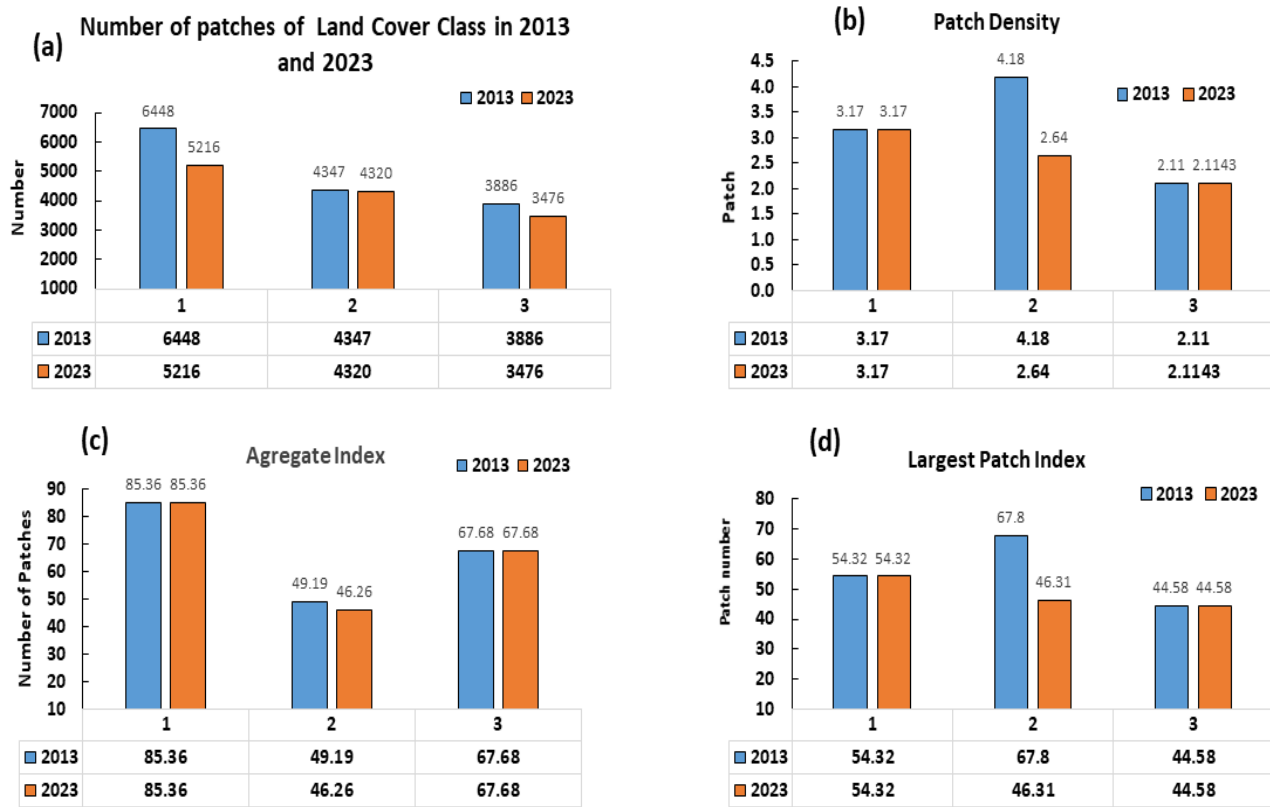 (a)
Number of patches of Land Cover Class in 2013
and 2023
2013 2023
Number
7000
6000
5000
4000
3000
2000
1000
6448
5216
4347 4320
3886
3476
1 2 3
2013 6448 4347 3886
2023 5216 4320 3476
(b)
Patch Density
2013 2023
Patch
4.5
4.0
3.5
3.0
2.5
2.0
1.5
1.0
0.5
0.0
3.17 3.17
4.18
2.64
2.11 2.1143
1 2 3
2013 3.17 4.18 2.11
2023 3.17 2.64 2.1143
(c)
Agregate Index
2013 2023
Number of Patches
90
80
70
60
50
40
30
20
10
85.36 85.36
49.19 46.26
67.68 67.68
1 2 3
2013 85.36 49.19 67.68
2023 85.36 46.26 67.68
(d)
Largest Patch Index
2013 2023
Patch number
80
70
60
50
40
30
20
10
54.32 54.32
67.8
46.31
44.58 44.58
1 2 3
2013 54.32 67.8 44.58
2023 54.32 46.31 44.58